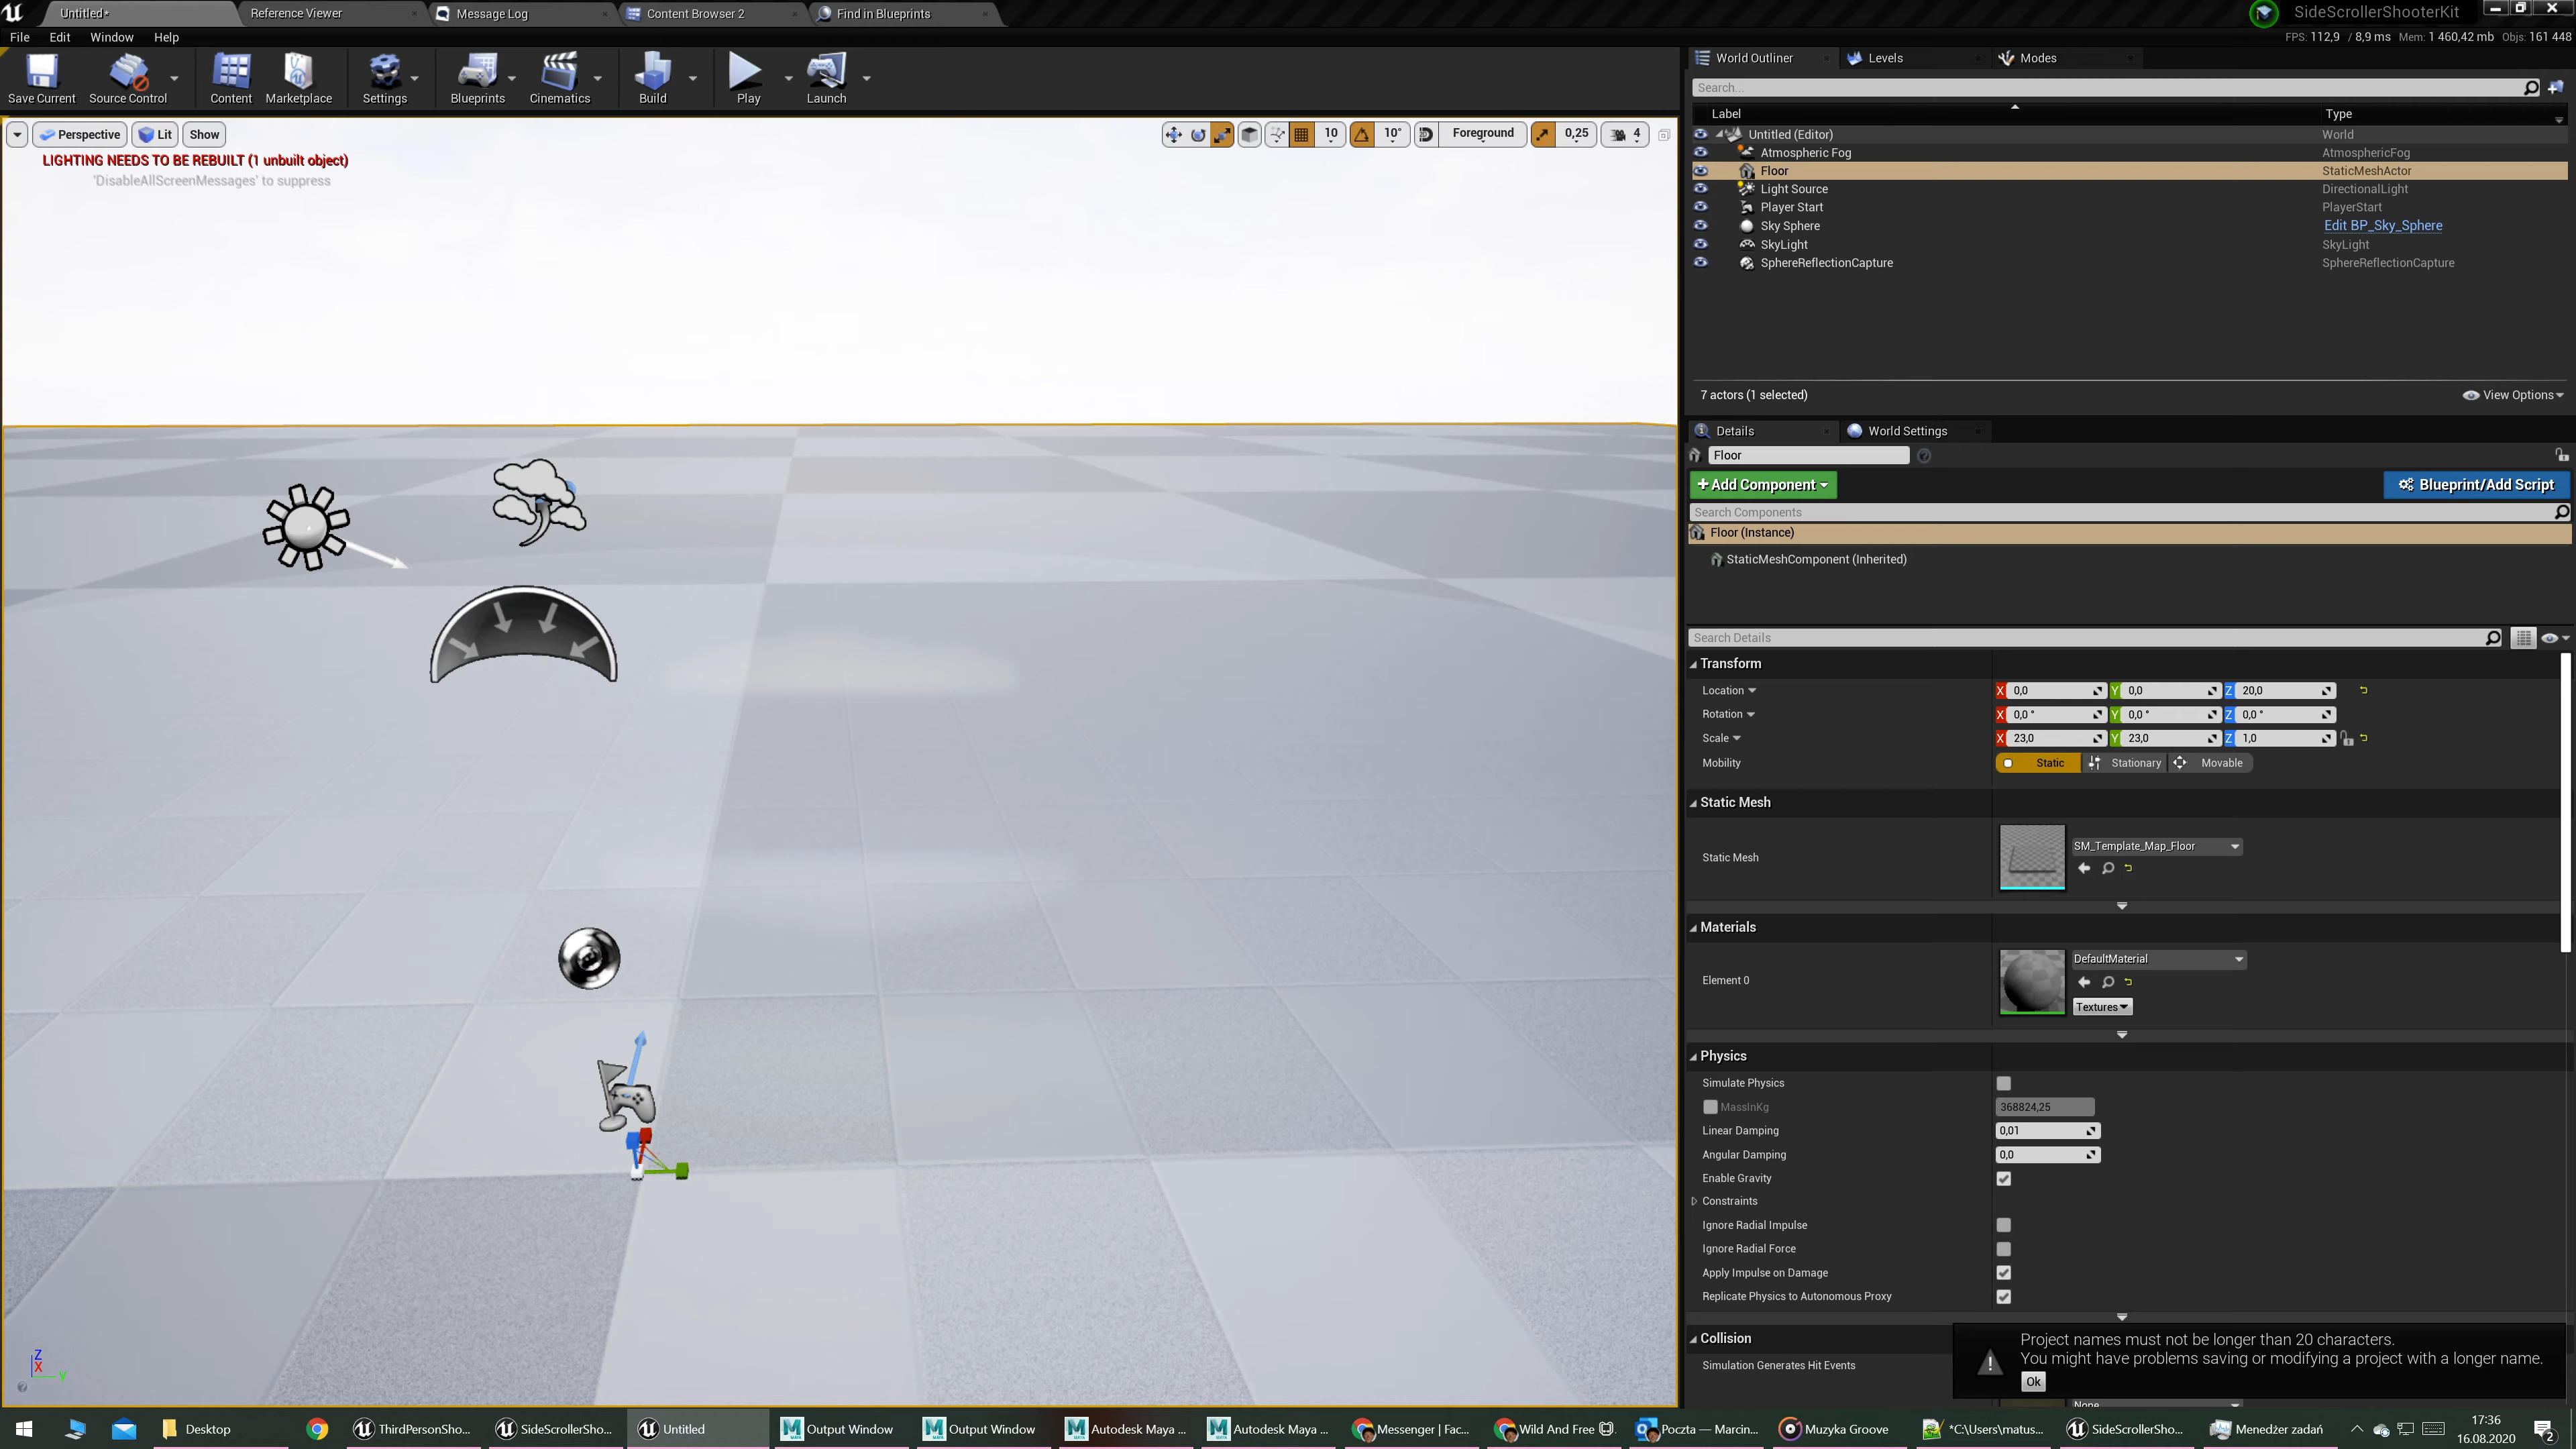 Untitled•
Reference Viewer
Message Log
Content Browser 2
Find in Blueprints
SideScrollerShooterKit
File Edit Window Help
FPS: 112,9 / 8,9 ms Mem: 1 460,42 mb Objs: 161 448
Save Current
Source Control
Content
Marketplace
Settings
Blueprints
Cinematics
Build
Play
Launch
Perspective
Lit
Show
10
10°
Foreground
0,25
4
LIGHTING NEEDS TO BE REBUILT (1 unbuilt object)
'DisableAllScreenMessages' to suppress
Z
X
Y
World Outliner
Levels
Modes
Search...
Label Type
Untitled (Editor) World
Atmospheric Fog AtmosphericFog
Floor StaticMeshActor
Light Source DirectionalLight
Player Start PlayerStart
Sky Sphere Edit BP_Sky_Sphere
SkyLight SkyLight
SphereReflectionCapture SphereReflectionCapture
7 actors (1 selected)
View Options
Details
World Settings
Floor
+Add Component
Blueprint/Add Script
Search Components
Floor (Instance)
StaticMeshComponent (Inherited)
Search Details
Transform
Location X 0,0 Y 0,0 Z 20,0
Rotation X 0,0 ° Y 0,0 ° Z 0,0 °
Scale X 23,0 Y 23,0 Z 1,0
Mobility Static Stationary Movable
Static Mesh
Static Mesh SM_Template_Map_Floor
Materials
Element 0 DefaultMaterial
Textures
Physics
Simulate Physics
MassInKg 368824,25
Linear Damping 0,01
Angular Damping 0,0
Enable Gravity
Constraints
Ignore Radial Impulse
Ignore Radial Force
Apply Impulse on Damage
Replicate Physics to Autonomous Proxy
Collision
Simulation Generates Hit Events
Project names must not be longer than 20 characters.
You might have problems saving or modifying a project with a longer name.
Ok
None
Desktop
ThirdPersonSho...
SideScrollerSho...
Untitled
Output Window
Output Window
Autodesk Maya ...
Autodesk Maya ...
Messenger | Fac...
Wild And Free
Poczta — Marcin...
Muzyka Groove
*C:\Users\matus...
SideScrollerSho...
Menedżer zadań
17:36
16.08.2020
2